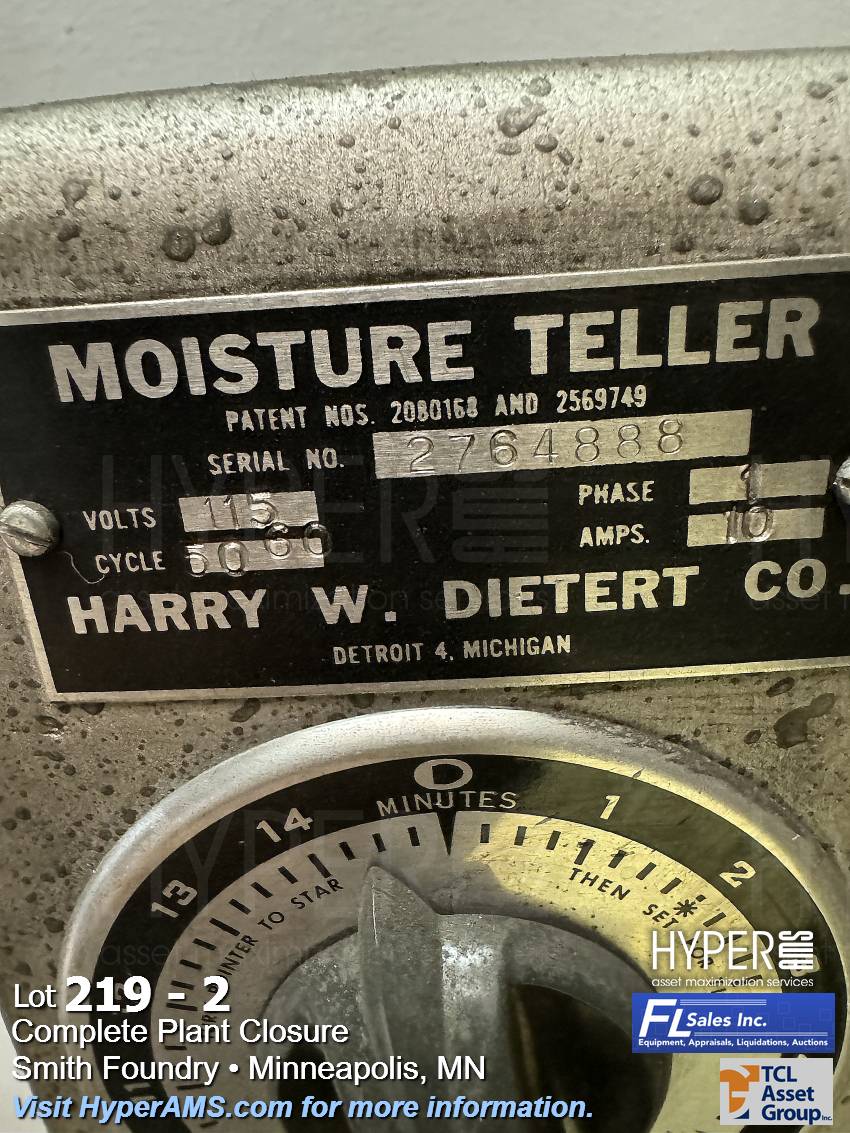 MOISTURE TELLER
PATENT NOS. 2080168 AND 2569749
SERIAL NO. 2764888
VOLTS 115 PHASE 1
CYCLE 50 60 AMPS. 10
HARRY W. DIETERT CO.
DETROIT 4, MICHIGAN
0
MINUTES
14 1
13 2
INTER TO STAR THEN SET
HYPER AMS
asset maximization services
Lot 219 - 2
FL Sales Inc.
Equipment, Appraisals, Liquidations, Auctions
Complete Plant Closure
Smith Foundry • Minneapolis, MN
TCL
Asset
Group Inc.
Visit HyperAMS.com for more information.